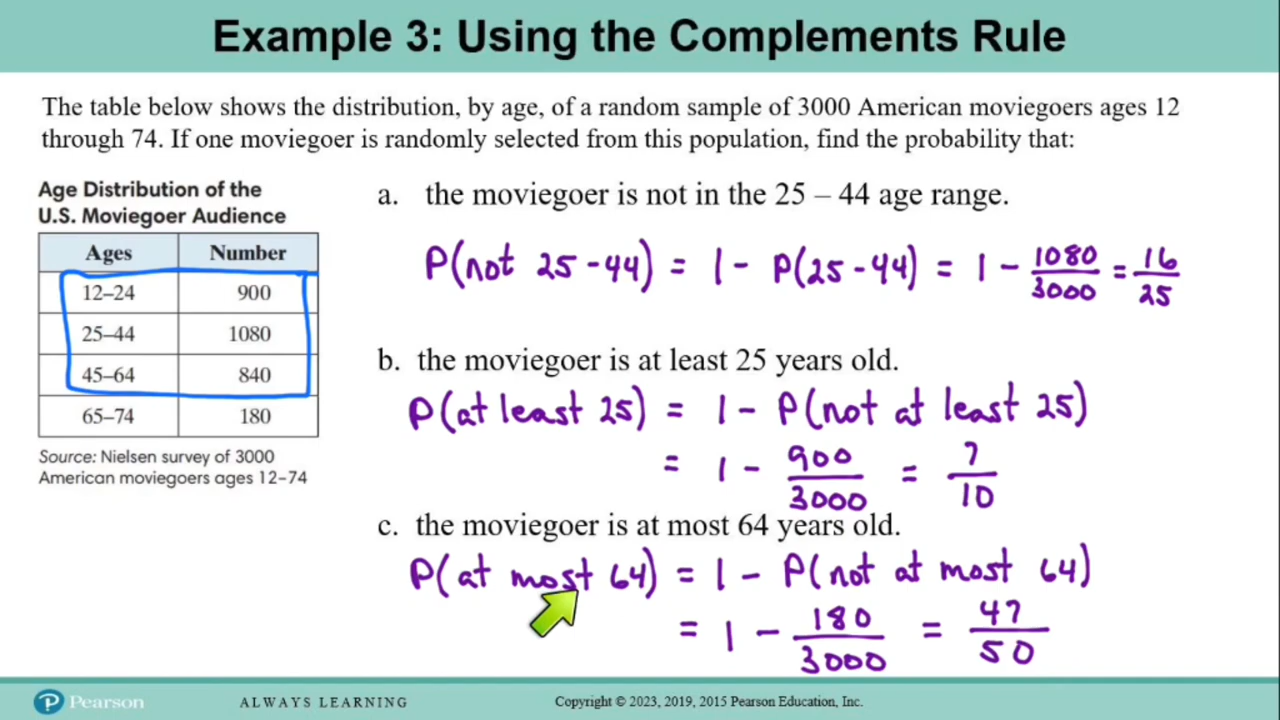 Example 3: Using the Complements Rule
The table below shows the distribution, by age, of a random sample of 3000 American moviegoers ages 12
through 74. If one moviegoer is randomly selected from this population, find the probability that:
Age Distribution of the
U.S. Moviegoer Audience
Ages Number
12–24 900
25–44 1080
45–64 840
65–74 180
Source: Nielsen survey of 3000
American moviegoers ages 12–74
a. the moviegoer is not in the 25 – 44 age range.
P(not 25-44) = 1 - P(25-44) = 1 - 1080/3000 = 16/25
b. the moviegoer is at least 25 years old.
P(at least 25) = 1 - P(not at least 25)
= 1 - 900/3000 = 7/10
c. the moviegoer is at most 64 years old.
P(at most 64) = 1 - P(not at most 64)
= 1 - 180/3000 = 47/50
P Pearson ALWAYS LEARNING Copyright © 2023, 2019, 2015 Pearson Education, Inc.